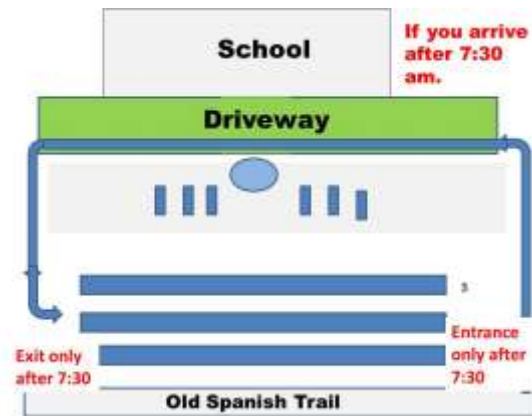 School
If you arrive
after 7:30
am.
Driveway
3
Exit only
after 7:30
Entrance
only after
7:30
Old Spanish Trail